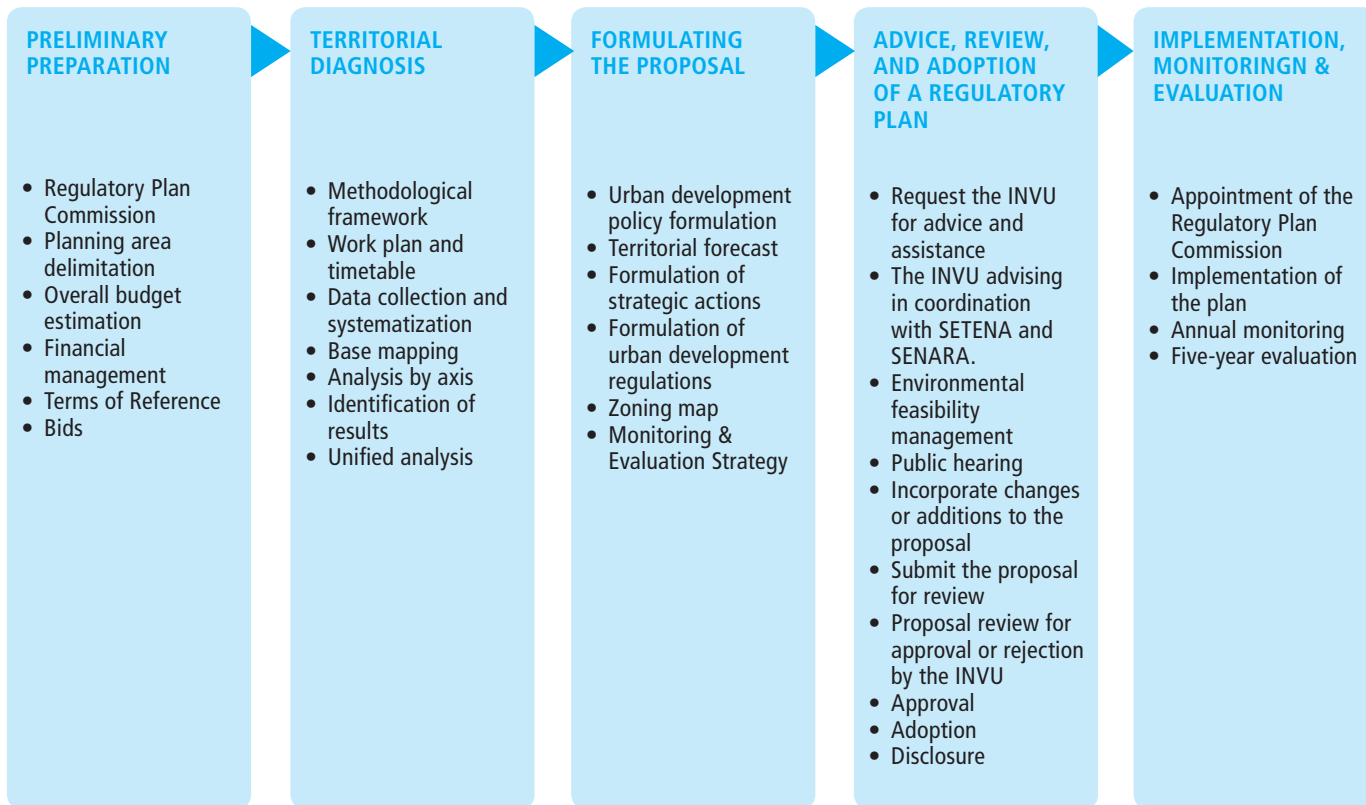 PRELIMINARY
PREPARATION
• Regulatory Plan
Commission
• Planning area
delimitation
• Overall budget
estimation
• Financial
management
• Terms of Reference
• Bids
TERRITORIAL
DIAGNOSIS
• Methodological
framework
• Work plan and
timetable
• Data collection and
systematization
• Base mapping
• Analysis by axis
• Identification of
results
• Unified analysis
FORMULATING
THE PROPOSAL
• Urban development
policy formulation
• Territorial forecast
• Formulation of
strategic actions
• Formulation of
urban development
regulations
• Zoning map
• Monitoring &
Evaluation Strategy
ADVICE, REVIEW,
AND ADOPTION
OF A REGULATORY
PLAN
• Request the INVU
for advice and
assistance
• The INVU advising
in coordination
with SETENA and
SENARA.
• Environmental
feasibility
management
• Public hearing
• Incorporate changes
or additions to the
proposal
• Submit the proposal
for review
• Proposal review for
approval or rejection
by the INVU
• Approval
• Adoption
• Disclosure
IMPLEMENTATION,
MONITORINGN &
EVALUATION
• Appointment of the
Regulatory Plan
Commission
• Implementation of
the plan
• Annual monitoring
• Five-year evaluation